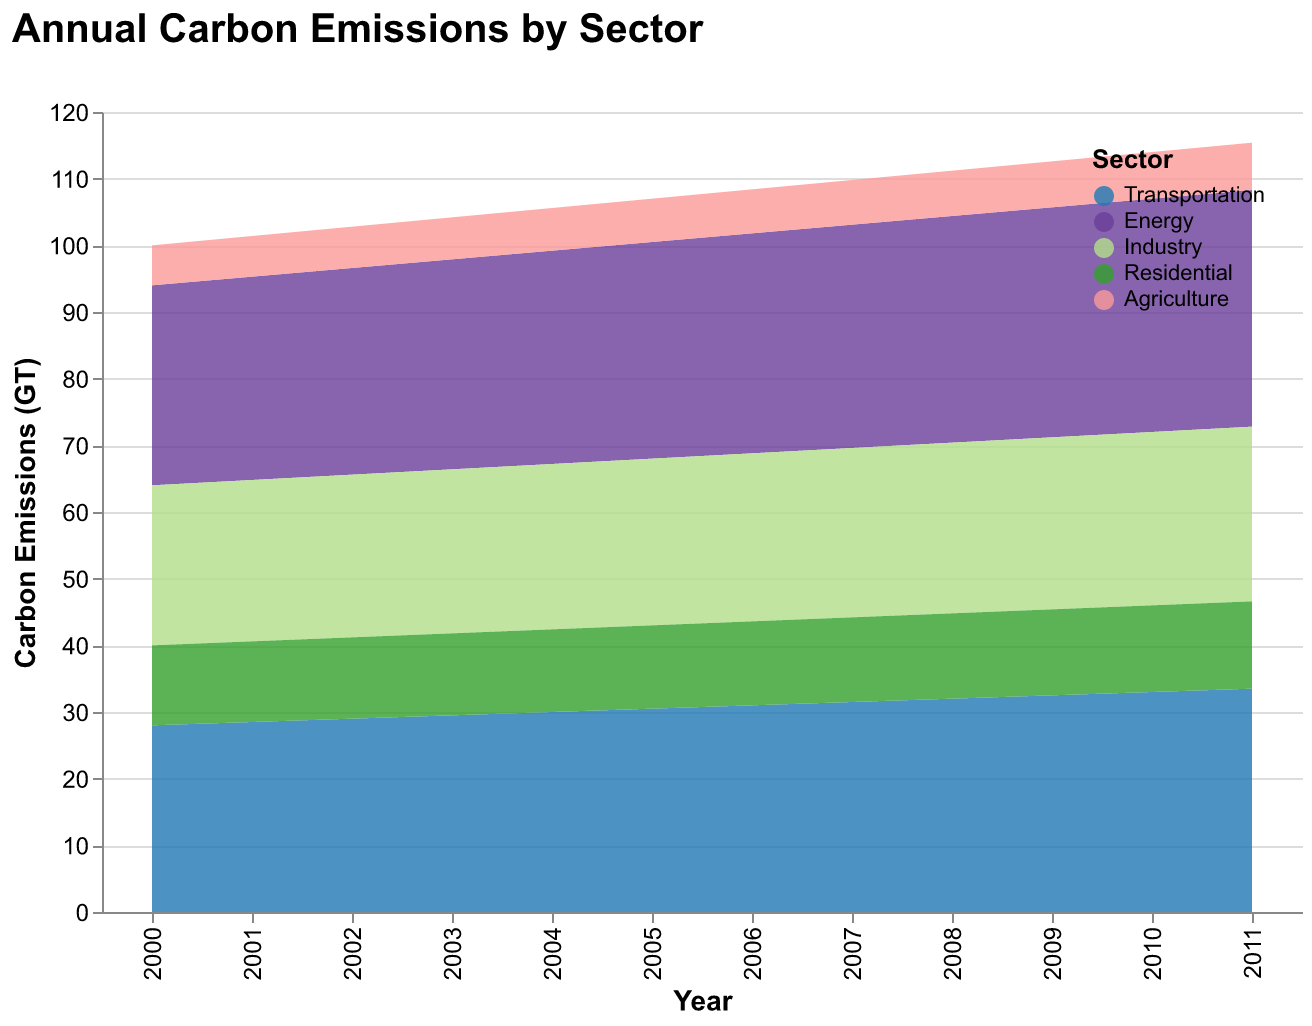 Annual Carbon Emissions by Sector
120
110
100
90
80
70
60
50
40
30
20
10
0
Carbon Emissions (GT)
Sector
Transportation
Energy
Industry
Residential
Agriculture
2000
2001
2002
2003
2004
2005
2006
2007
2008
2009
2010
2011
Year